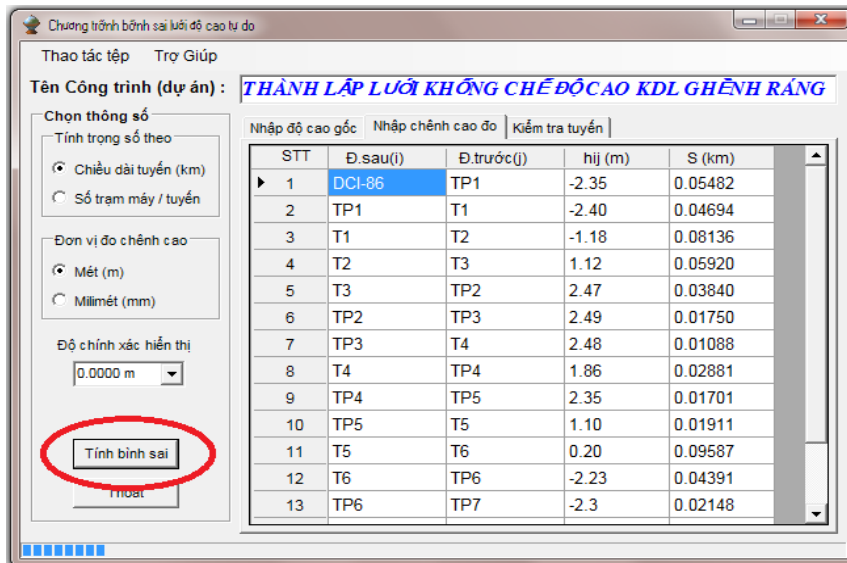 Chương trỡnh bỡnh sai lưới độ cao tự do
Thao tác tệp Trợ Giúp
Tên Công trình (dự án) : THÀNH LẬP LƯỚI KHỐNG CHẾ ĐỘ CAO KDL GHỀNH RÁNG
Chọn thông số
Tính trọng số theo
Chiều dài tuyến (km)
Số trạm máy / tuyến
Đơn vị đo chênh cao
Mét (m)
Milimét (mm)
Độ chính xác hiển thị
0.0000 m
Tính bình sai
Thoát
Nhập độ cao gốc Nhập chênh cao đo Kiểm tra tuyến
STT Đ.sau(i) Đ.trước(j) hij (m) S (km)
1 DCI-86 TP1 -2.35 0.05482
2 TP1 T1 -2.40 0.04694
3 T1 T2 -1.18 0.08136
4 T2 T3 1.12 0.05920
5 T3 TP2 2.47 0.03840
6 TP2 TP3 2.49 0.01750
7 TP3 T4 2.48 0.01088
8 T4 TP4 1.86 0.02881
9 TP4 TP5 2.35 0.01701
10 TP5 T5 1.10 0.01911
11 T5 T6 0.20 0.09587
12 T6 TP6 -2.23 0.04391
13 TP6 TP7 -2.3 0.02148